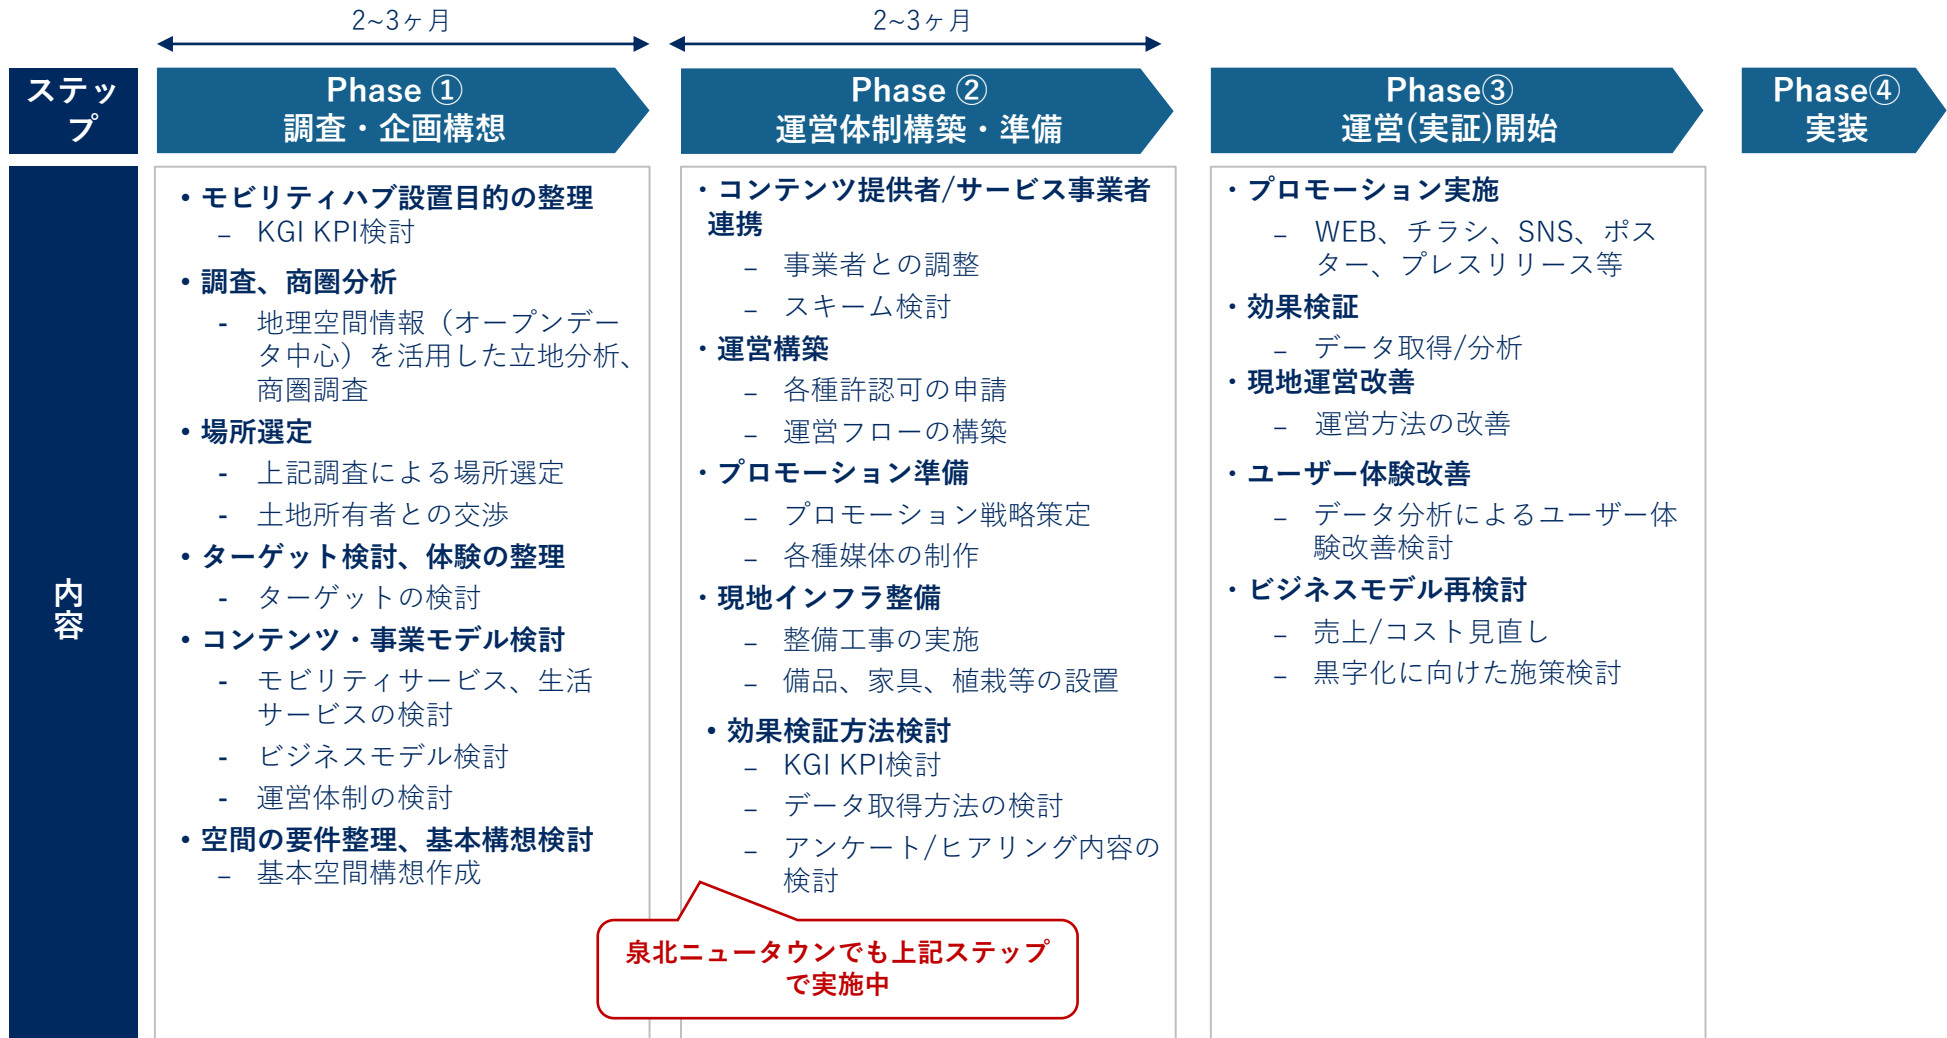 2~3ヶ月
2~3ヶ月
ステッ
プ
Phase ①
調査・企画構想
Phase ②
運営体制構築・準備
Phase③
運営(実証)開始
Phase④
実装
内
容
・モビリティハブ設置目的の整理
– KGI KPI検討
・調査、商圏分析
- 地理空間情報（オープンデー
タ中心）を活用した立地分析、
商圏調査
・場所選定
- 上記調査による場所選定
- 土地所有者との交渉
・ターゲット検討、体験の整理
- ターゲットの検討
・コンテンツ・事業モデル検討
- モビリティサービス、生活
サービスの検討
- ビジネスモデル検討
- 運営体制の検討
・空間の要件整理、基本構想検討
– 基本空間構想作成
・コンテンツ提供者/サービス事業者
連携
– 事業者との調整
– スキーム検討
・運営構築
– 各種許認可の申請
– 運営フローの構築
・プロモーション準備
– プロモーション戦略策定
– 各種媒体の制作
・現地インフラ整備
– 整備工事の実施
– 備品、家具、植栽等の設置
・効果検証方法検討
– KGI KPI検討
– データ取得方法の検討
– アンケート/ヒアリング内容の
検討
・プロモーション実施
– WEB、チラシ、SNS、ポス
ター、プレスリリース等
・効果検証
– データ取得/分析
・現地運営改善
– 運営方法の改善
・ユーザー体験改善
– データ分析によるユーザー体
験改善検討
・ビジネスモデル再検討
– 売上/コスト見直し
– 黒字化に向けた施策検討
泉北ニュータウンでも上記ステップ
で実施中